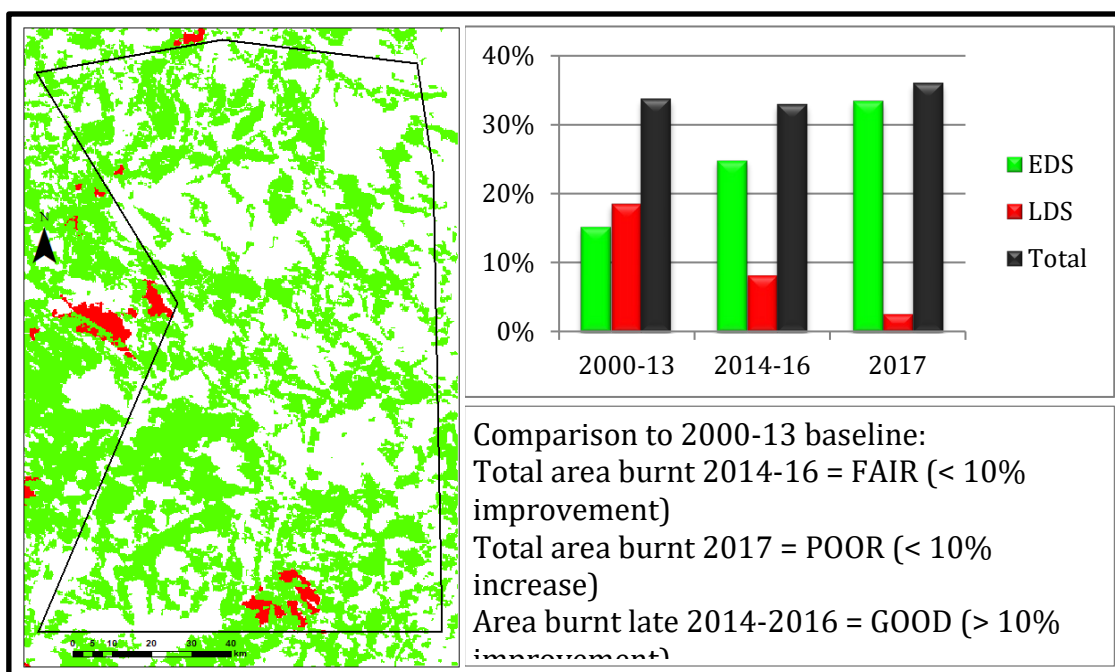 N
0 5 10 20 30 40
km
40%
30%
20%
10%
0%
2000-13 2014-16 2017
EDS
LDS
Total
Comparison to 2000-13 baseline:
Total area burnt 2014-16 = FAIR (< 10%
improvement)
Total area burnt 2017 = POOR (< 10%
increase)
Area burnt late 2014-2016 = GOOD (> 10%
improvement)